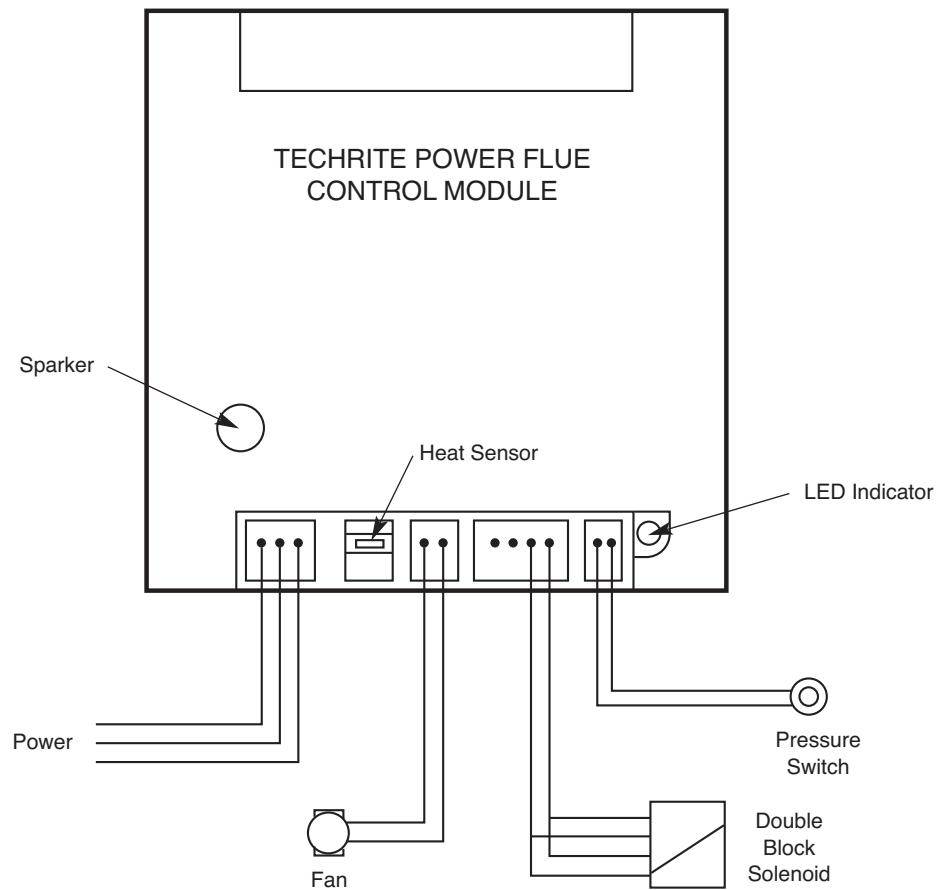 TECHRITE POWER FLUE
CONTROL MODULE
Sparker
Heat Sensor
LED Indicator
Power
Pressure
Switch
Fan
Double
Block
Solenoid